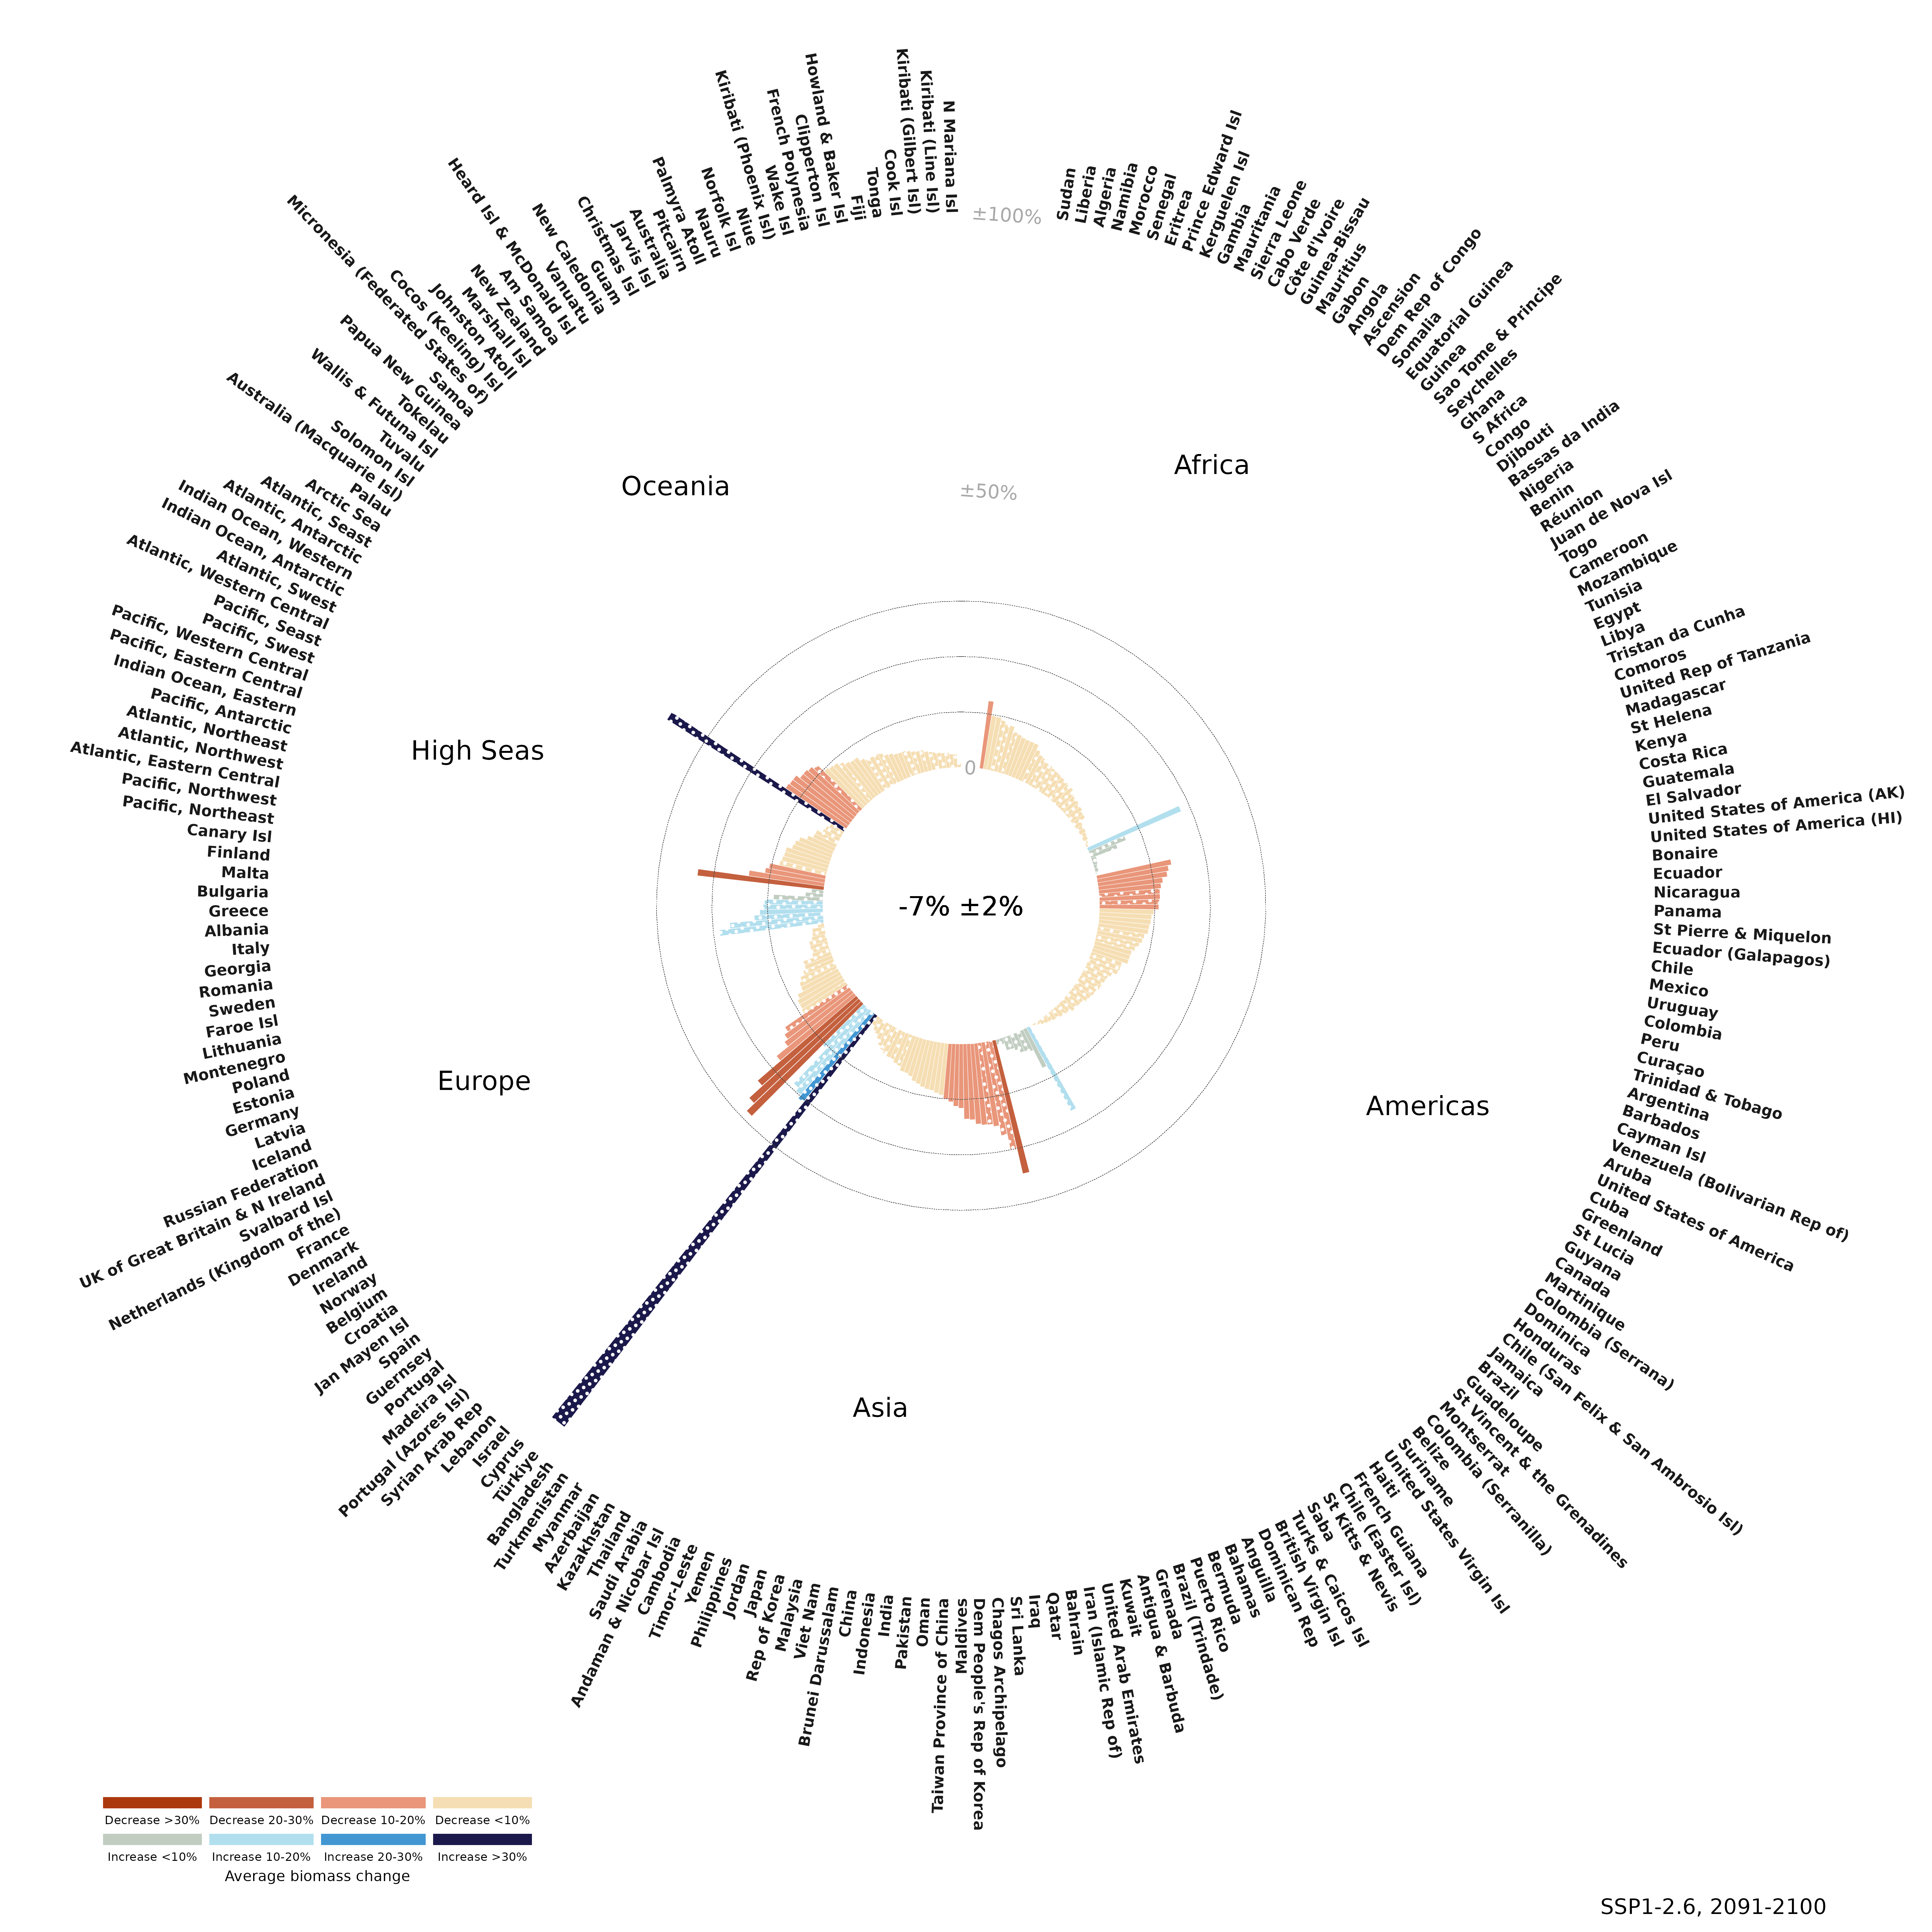 N Mariana Isl
Kiribati (Line Isl)
Kiribati (Gilbert Isl)
Cook Isl
Tonga
Fiji
Howland & Baker Isl
Clipperton Isl
French Polynesia
Wake Isl
Kiribati (Phoenix Isl)
Niue
Norfolk Isl
Nauru
Palmyra Atoll
Pitcairn
Australia
Jarvis Isl
Christmas Isl
Guam
New Caledonia
Vanuatu
Heard Isl & McDonald Isl
Am Samoa
New Zealand
Marshall Isl
Johnston Atoll
Cocos (Keeling) Isl
Micronesia (Federated States of)
Samoa
Papua New Guinea
Tokelau
Wallis & Futuna Isl
Tuvalu
Solomon Isl
Australia (Macquarie Isl)
Palau
Arctic Sea
Atlantic, Seast
Atlantic, Antarctic
Indian Ocean, Western
Indian Ocean, Antarctic
Atlantic, Swest
Atlantic, Western Central
Pacific, Seast
Pacific, Swest
Pacific, Western Central
Pacific, Eastern Central
Indian Ocean, Eastern
Pacific, Antarctic
Atlantic, Northeast
Atlantic, Northwest
Atlantic, Eastern Central
Pacific, Northwest
Pacific, Northeast
Canary Isl
Finland
Malta
Bulgaria
Greece
Albania
Italy
Georgia
Romania
Sweden
Faroe Isl
Lithuania
Montenegro
Poland
Estonia
Germany
Latvia
Iceland
Russian Federation
UK of Great Britain & N Ireland
Svalbard Isl
Netherlands (Kingdom of the)
France
Denmark
Ireland
Norway
Belgium
Croatia
Jan Mayen Isl
Spain
Guernsey
Portugal
Madeira Isl
Portugal (Azores Isl)
Syrian Arab Rep
Lebanon
Israel
Cyprus
Türkiye
Bangladesh
Turkmenistan
Myanmar
Azerbaijan
Kazakhstan
Thailand
Saudi Arabia
Andaman & Nicobar Isl
Cambodia
Timor-Leste
Yemen
Philippines
Jordan
Japan
Rep of Korea
Malaysia
Viet Nam
Brunei Darussalam
China
Indonesia
India
Pakistan
Oman
Taiwan Province of China
Maldives
Dem People's Rep of Korea
Chagos Archipelago
Sri Lanka
Iraq
Qatar
Bahrain
Iran (Islamic Rep of)
United Arab Emirates
Kuwait
Antigua & Barbuda
Grenada
Brazil (Trindade)
Puerto Rico
Bermuda
Bahamas
Anguilla
Dominican Rep
British Virgin Isl
Turks & Caicos Isl
Saba
St Kitts & Nevis
Chile (Easter Isl)
French Guiana
Haiti
United States Virgin Isl
Suriname
Belize
Colombia (Serranilla)
Montserrat
St Vincent & the Grenadines
Guadeloupe
Brazil
Jamaica
Chile (San Felix & San Ambrosio Isl)
Honduras
Dominica
Colombia (Serrana)
Martinique
Canada
Guyana
St Lucia
Greenland
Cuba
United States of America
Aruba
Venezuela (Bolivarian Rep of)
Cayman Isl
Barbados
Argentina
Trinidad & Tobago
Curaçao
Peru
Colombia
Uruguay
Mexico
Chile
Ecuador (Galapagos)
St Pierre & Miquelon
Panama
Nicaragua
Ecuador
Bonaire
United States of America (HI)
United States of America (AK)
El Salvador
Guatemala
Costa Rica
Kenya
St Helena
Madagascar
United Rep of Tanzania
Comoros
Tristan da Cunha
Libya
Egypt
Tunisia
Mozambique
Cameroon
Togo
Juan de Nova Isl
Réunion
Benin
Nigeria
Bassas da India
Djibouti
Congo
S Africa
Ghana
Seychelles
Sao Tome & Principe
Guinea
Equatorial Guinea
Somalia
Dem Rep of Congo
Ascension
Angola
Gabon
Mauritius
Guinea-Bissau
Côte d'Ivoire
Cabo Verde
Sierra Leone
Mauritania
Gambia
Kerguelen Isl
Prince Edward Isl
Eritrea
Senegal
Morocco
Namibia
Algeria
Liberia
Sudan
±100%
±50%
0
Oceania
Africa
High Seas
Europe
Americas
Asia
-7% ±2%
Decrease >30%
Decrease 20-30%
Decrease 10-20%
Decrease <10%
Increase <10%
Increase 10-20%
Increase 20-30%
Increase >30%
Average biomass change
SSP1-2.6, 2091-2100